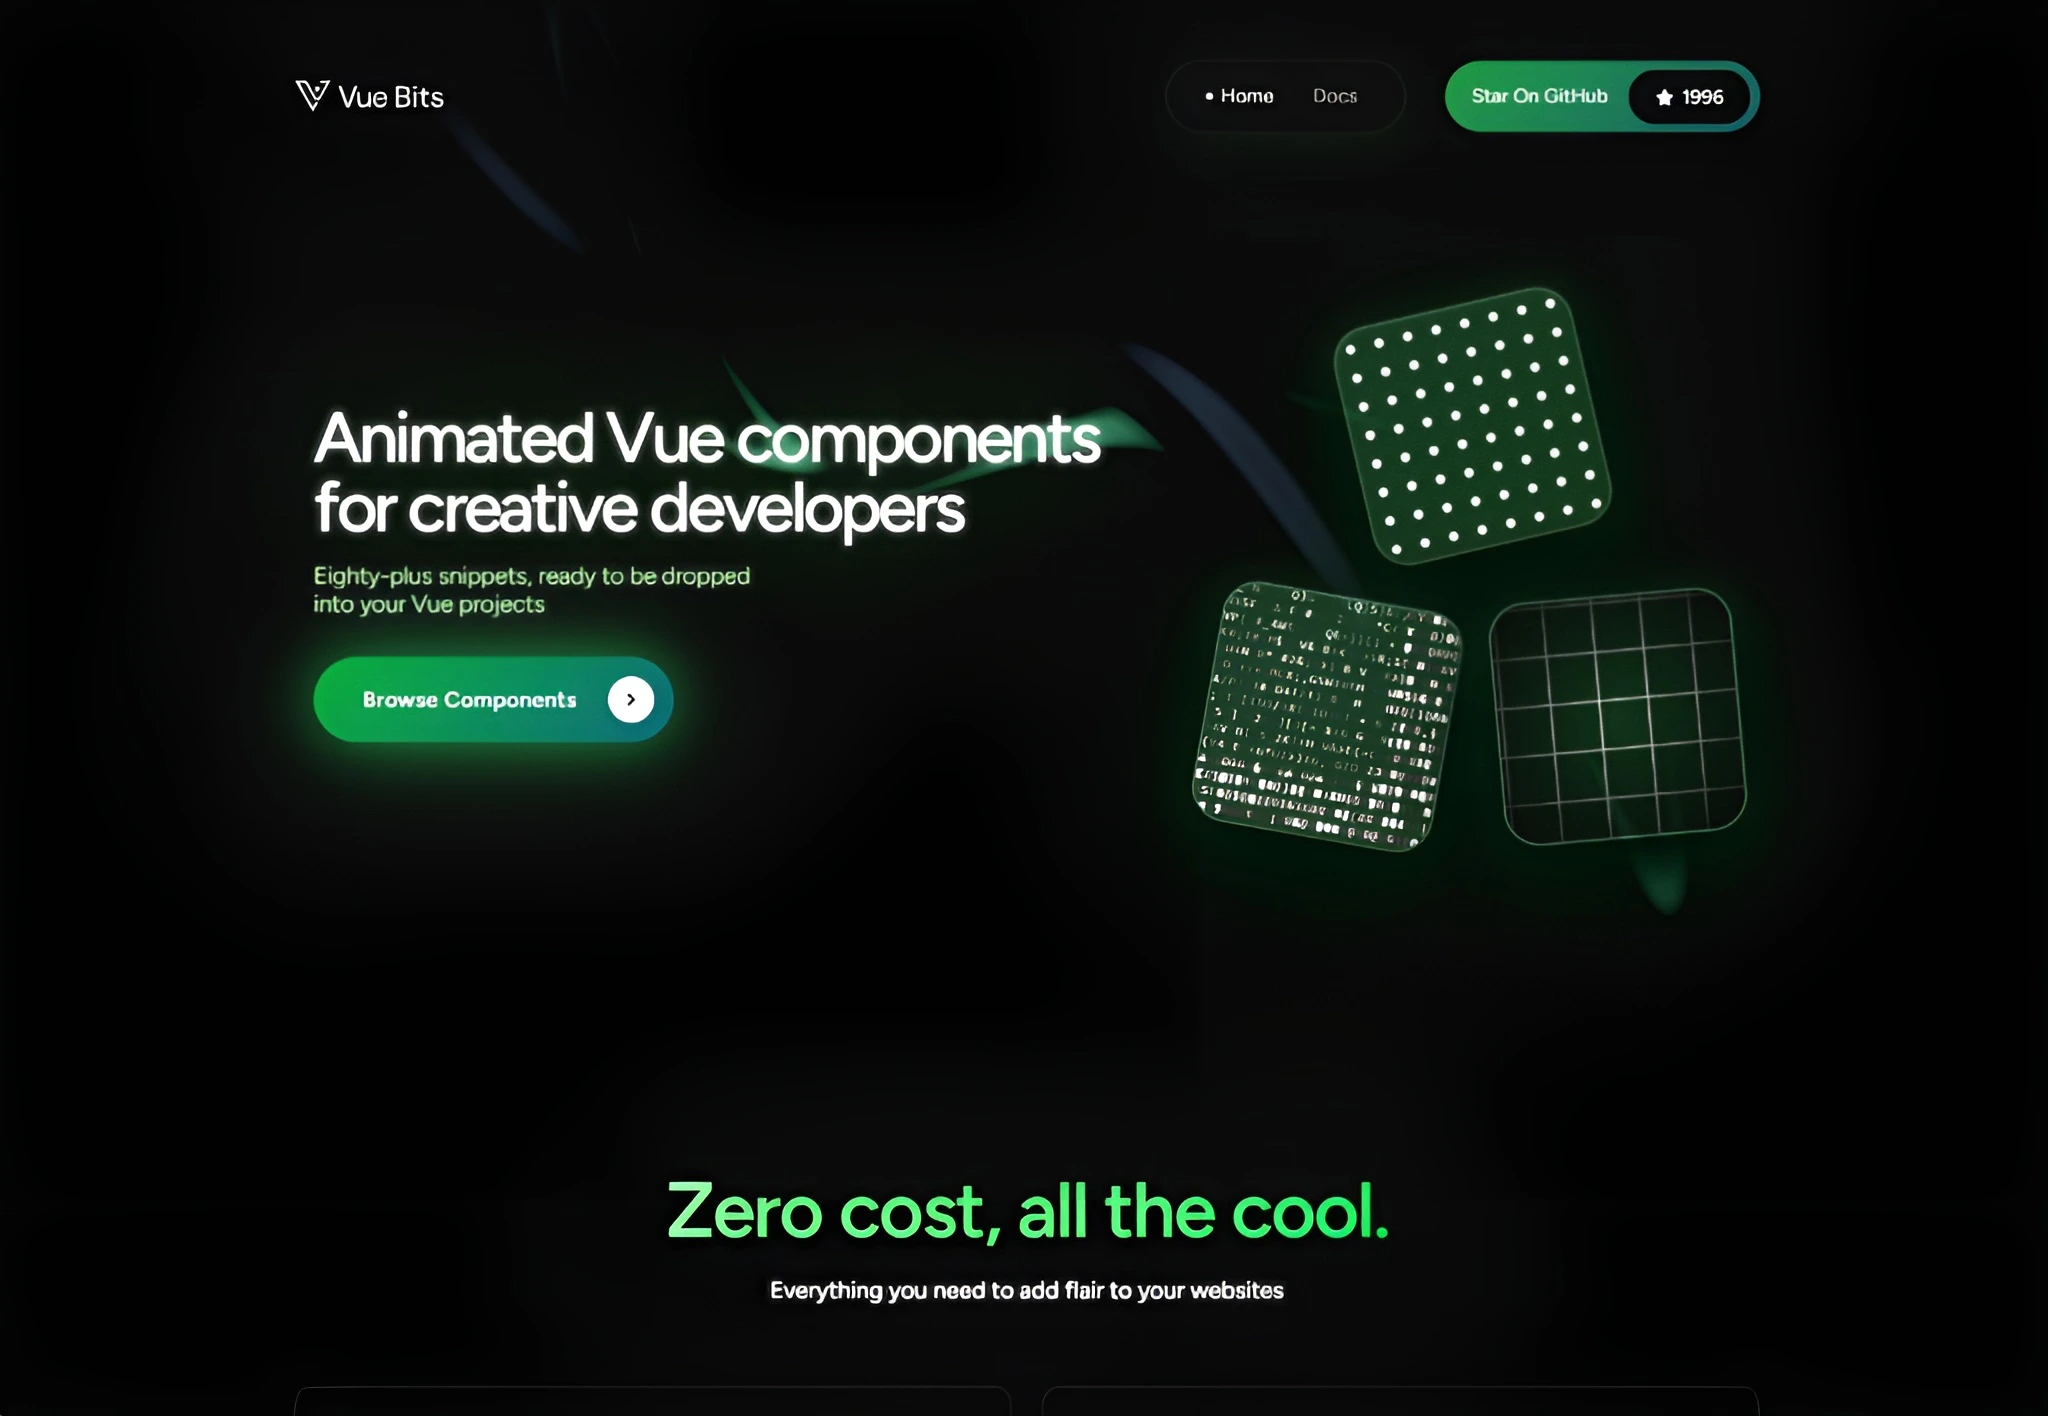 Vue Bits
Home
Docs
Star On GitHub
1996
Animated Vue components
for creative developers
Eighty-plus snippets, ready to be dropped
into your Vue projects
Browse Components
Zero cost, all the cool.
Everything you need to add flair to your websites